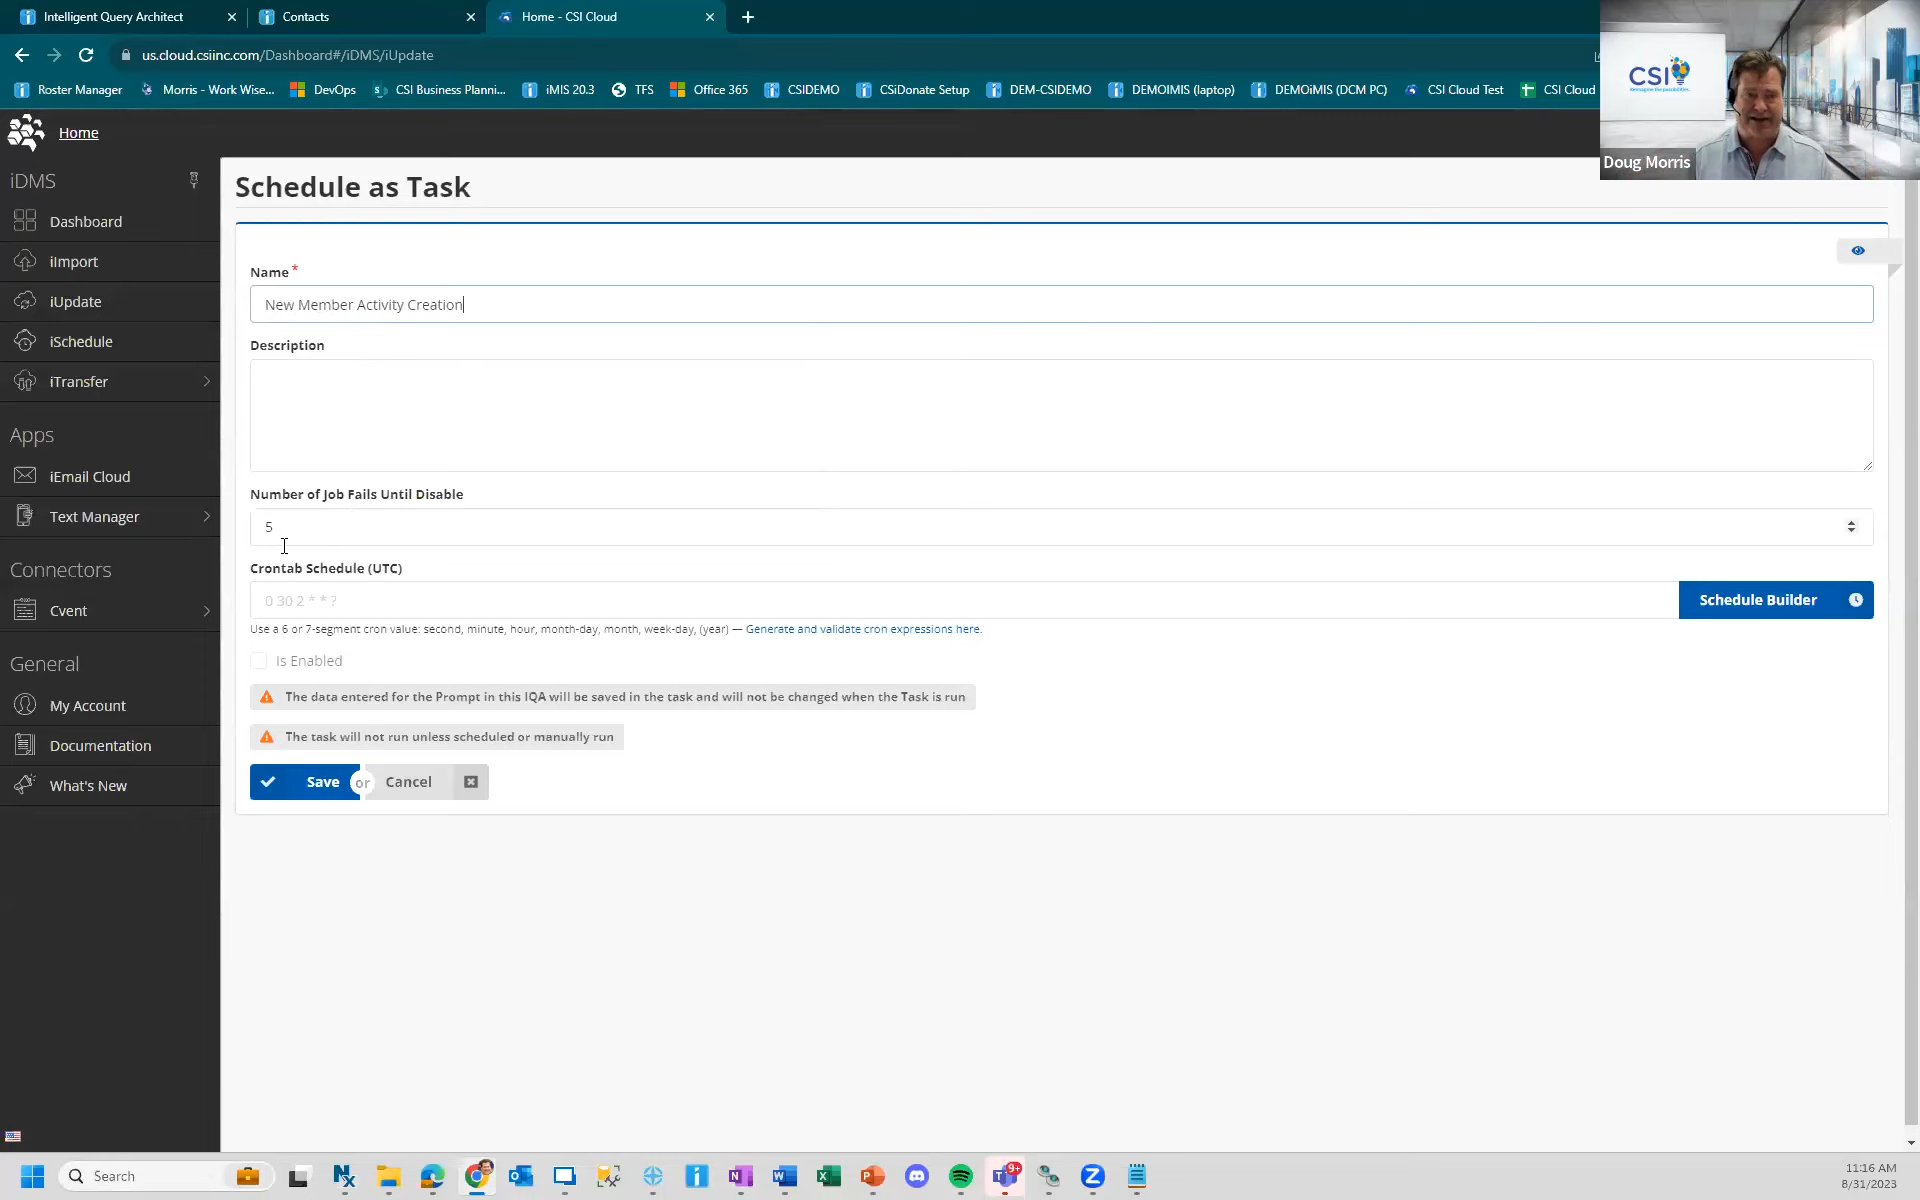 Intelligent Query Architect
Contacts
Home - CSI Cloud
us.cloud.csiinc.com/Dashboard#/iDMS/iUpdate
Roster Manager
Morris - Work Wise...
DevOps
CSI Business Planni...
iMIS 20.3
TFS
Office 365
CSIDEMO
CSiDonate Setup
DEM-CSIDEMO
DEMOIMIS (laptop)
DEMOiMIS (DCM PC)
CSI Cloud Test
CSI Cloud
CSI
Doug Morris
Home
iDMS
Dashboard
iImport
iUpdate
iSchedule
iTransfer
Apps
iEmail Cloud
Text Manager
Connectors
Cvent
General
My Account
Documentation
What's New
Schedule as Task
Name *
New Member Activity Creation
Description
Number of Job Fails Until Disable
5
Crontab Schedule (UTC)
0 30 2 * * ?
Schedule Builder
Use a 6 or 7-segment cron value: second, minute, hour, month-day, month, week-day, (year) — Generate and validate cron expressions here.
Is Enabled
The data entered for the Prompt in this IQA will be saved in the task and will not be changed when the Task is run
The task will not run unless scheduled or manually run
Save or Cancel
Search
9+
11:16 AM
8/31/2023